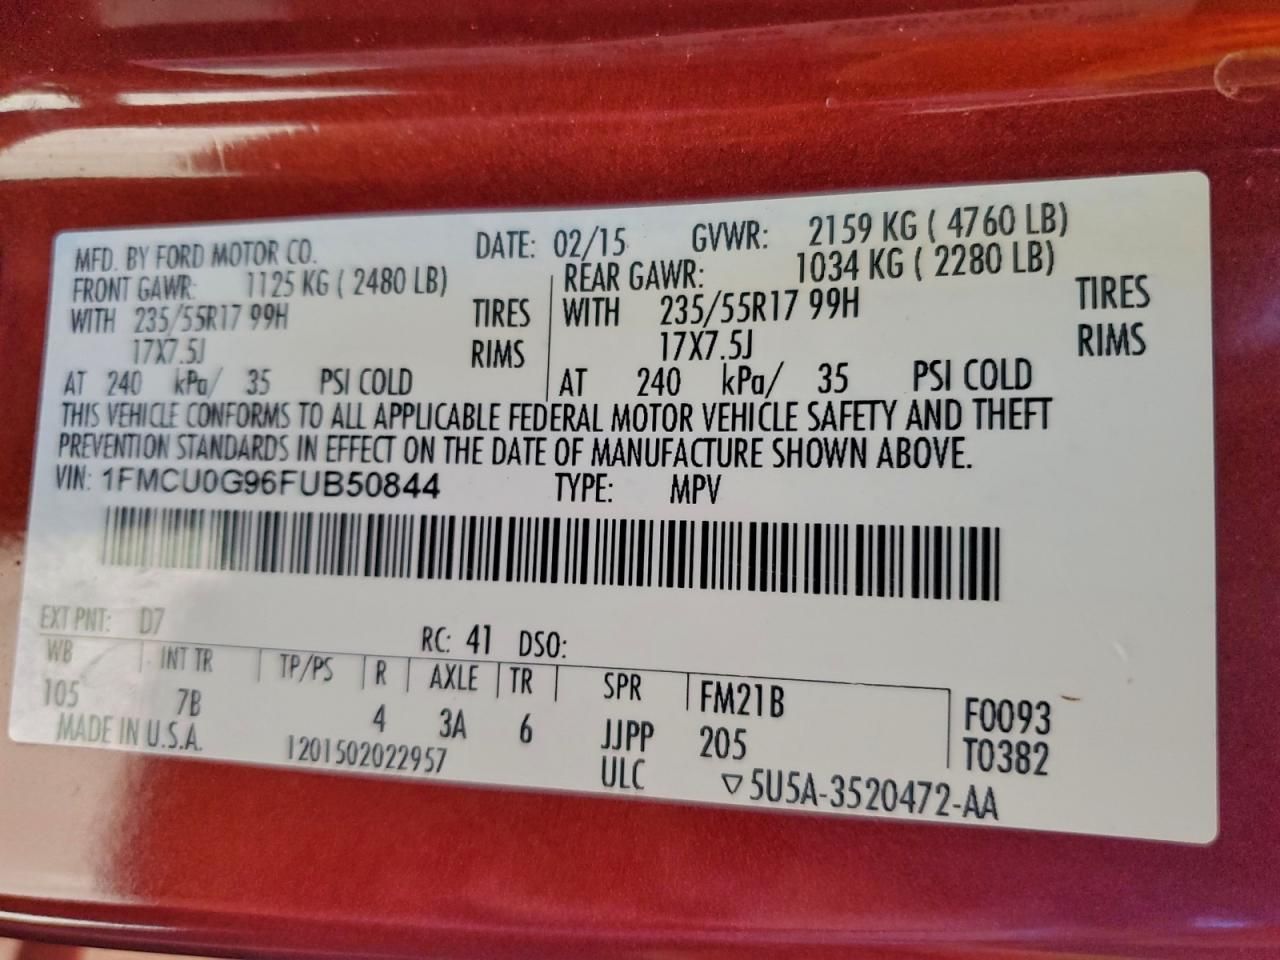 MFD. BY FORD MOTOR CO. DATE: 02/15 GVWR: 2159 KG ( 4760 LB)
FRONT GAWR: 1125 KG ( 2480 LB) REAR GAWR: 1034 KG ( 2280 LB)
WITH 235/55R17 99H TIRES WITH 235/55R17 99H TIRES
17X7.5J RIMS 17X7.5J RIMS
AT 240 kPa/ 35 PSI COLD AT 240 kPa/ 35 PSI COLD
THIS VEHICLE CONFORMS TO ALL APPLICABLE FEDERAL MOTOR VEHICLE SAFETY AND THEFT
PREVENTION STANDARDS IN EFFECT ON THE DATE OF MANUFACTURE SHOWN ABOVE.
VIN: 1FMCU0G96FUB50844 TYPE: MPV
EXT PNT: D7 RC: 41 DSO:
WB INT TR TP/PS R AXLE TR SPR FM21B F0093
105 7B 4 3A 6 JJPP 205 T0382
MADE IN U.S.A. 1201502022957 ULC ▽5U5A-3520472-AA